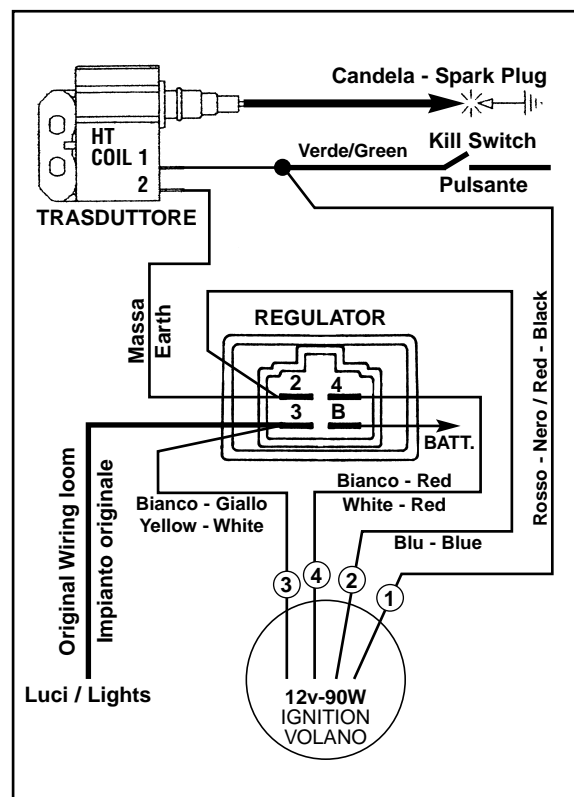 Candela - Spark Plug
HT
COIL 1
2
TRASDUTTORE
Verde/Green
Kill Switch
Pulsante
Massa
Earth
REGULATOR
2
4
3
B
BATT.
Rosso - Nero / Red - Black
Original Wiring loom
Impianto originale
Bianco - Giallo
Yellow - White
Bianco - Red
White - Red
Blu - Blue
3
4
2
1
12v-90W
IGNITION
VOLANO
Luci / Lights